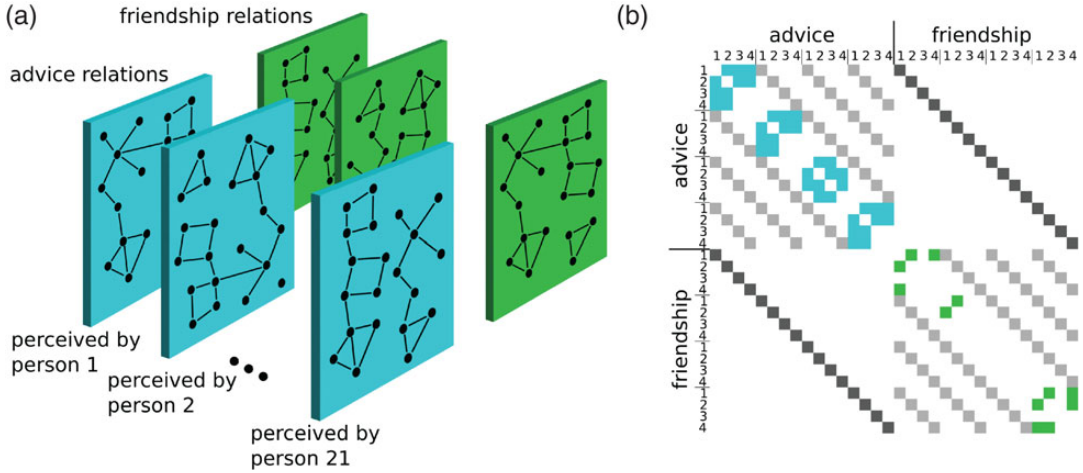 (a)
friendship relations
advice relations
perceived by
person 1
perceived by
person 2
perceived by
person 21
(b)
advice friendship
1 2 3 4 1 2 3 4 1 2 3 4 1 2 3 4 1 2 3 4 1 2 3 4 1 2 3 4 1 2 3 4
advice
1
2
3
4
1
2
3
4
1
2
3
4
1
2
3
4
friendship
1
2
3
4
1
2
3
4
1
2
3
4
1
2
3
4